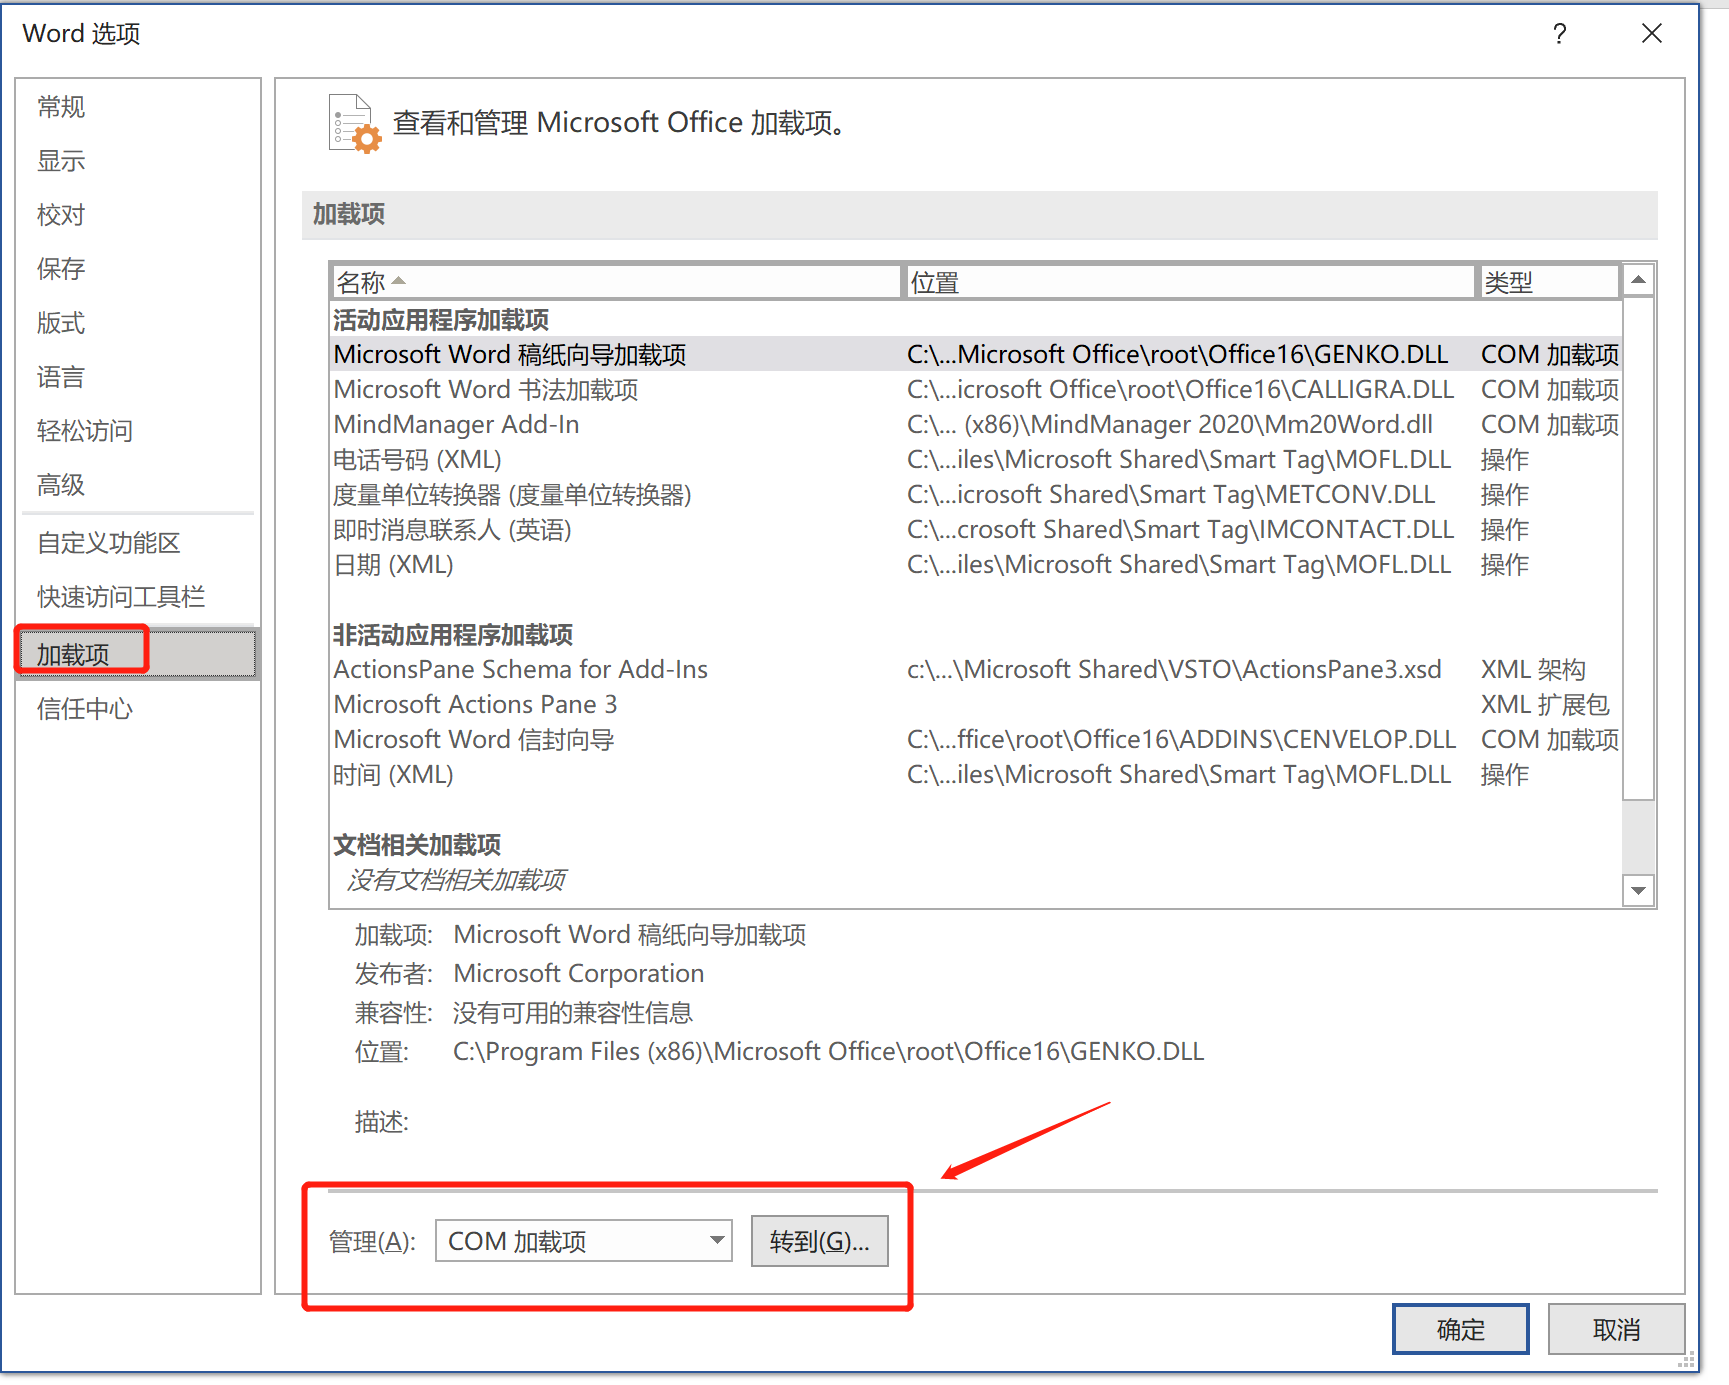 Word 选项
?
常规
显示
校对
保存
版式
语言
轻松访问
高级
自定义功能区
快速访问工具栏
加载项
信任中心
查看和管理 Microsoft Office 加载项。
加载项
名称 位置 类型
活动应用程序加载项
Microsoft Word 稿纸向导加载项 C:\...Microsoft Office\root\Office16\GENKO.DLL COM 加载项
Microsoft Word 书法加载项 C:\...icrosoft Office\root\Office16\CALLIGRA.DLL COM 加载项
MindManager Add-In C:\... (x86)\MindManager 2020\Mm20Word.dll COM 加载项
电话号码 (XML) C:\...iles\Microsoft Shared\Smart Tag\MOFL.DLL 操作
度量单位转换器 (度量单位转换器) C:\...icrosoft Shared\Smart Tag\METCONV.DLL 操作
即时消息联系人 (英语) C:\...crosoft Shared\Smart Tag\IMCONTACT.DLL 操作
日期 (XML) C:\...iles\Microsoft Shared\Smart Tag\MOFL.DLL 操作
非活动应用程序加载项
ActionsPane Schema for Add-Ins c:\...\Microsoft Shared\VSTO\ActionsPane3.xsd XML 架构
Microsoft Actions Pane 3 XML 扩展包
Microsoft Word 信封向导 C:\...ffice\root\Office16\ADDINS\CENVELOP.DLL COM 加载项
时间 (XML) C:\...iles\Microsoft Shared\Smart Tag\MOFL.DLL 操作
文档相关加载项
没有文档相关加载项
加载项: Microsoft Word 稿纸向导加载项
发布者: Microsoft Corporation
兼容性: 没有可用的兼容性信息
位置: C:\Program Files (x86)\Microsoft Office\root\Office16\GENKO.DLL
描述:
管理(A): COM 加载项 转到(G)...
确定 取消